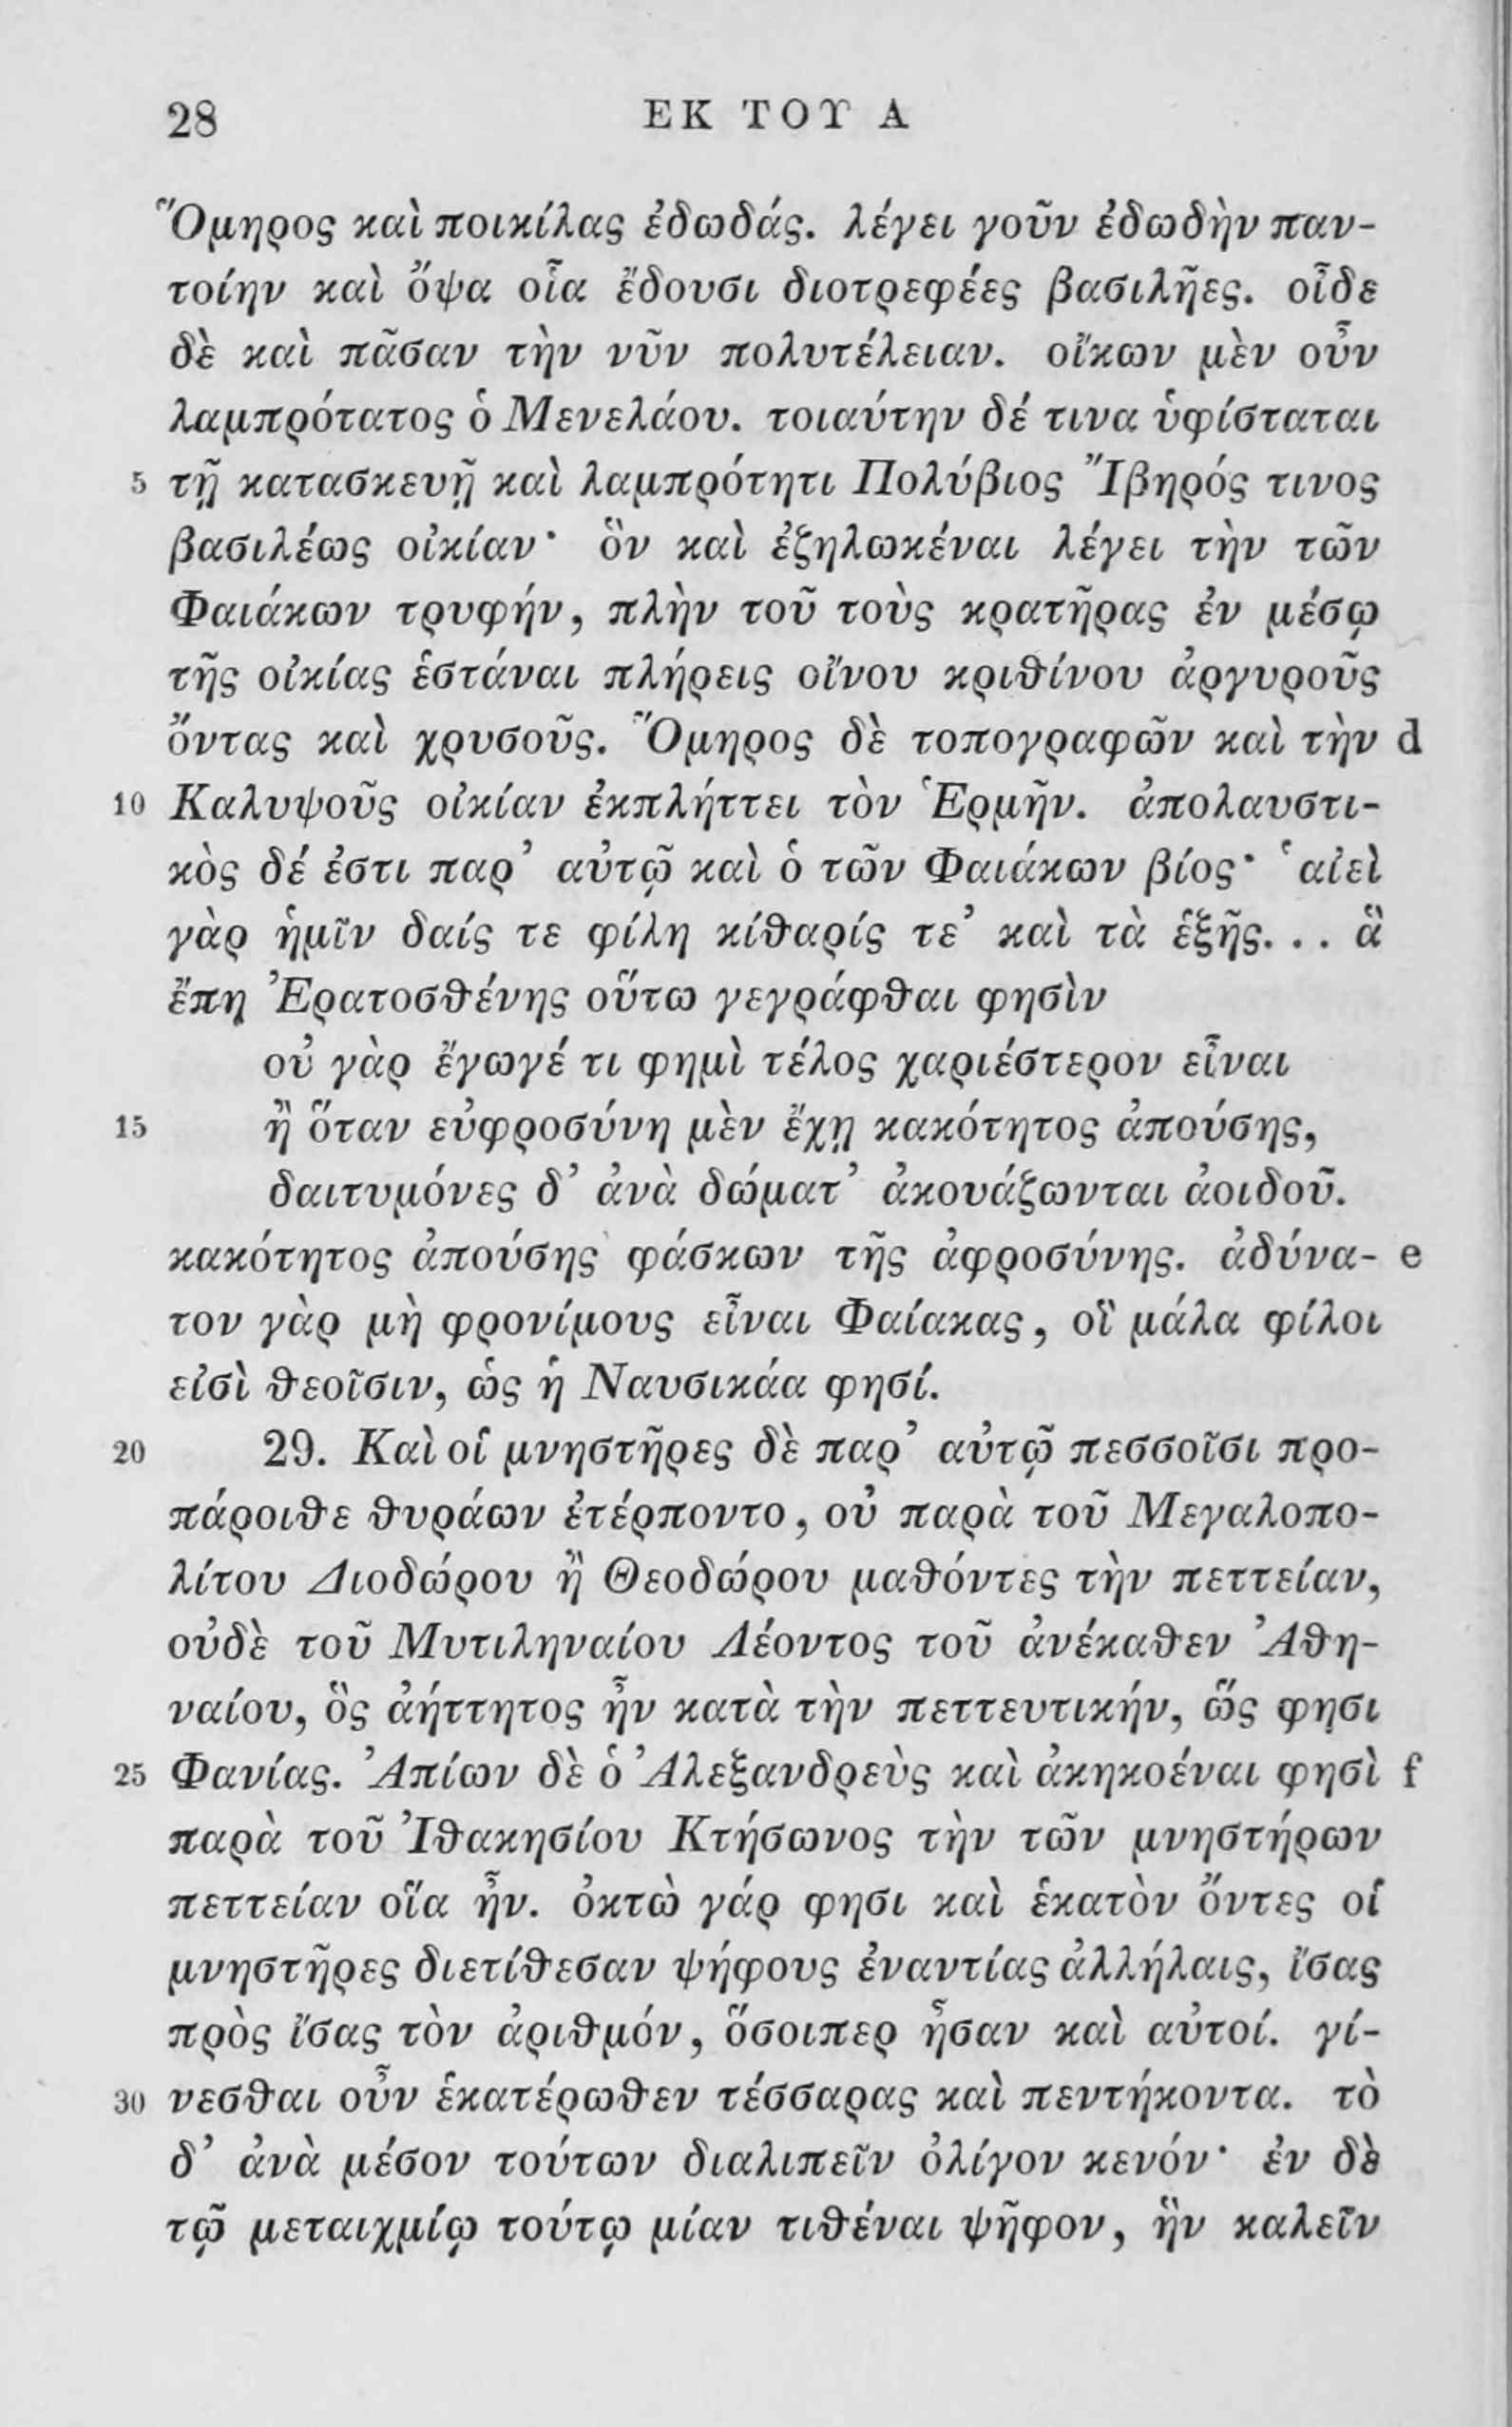 28 ΕΚ ΤΟΥ Α
Ὅμηρος καὶ ποικίλας ἐδωδάς. λέγει γοῦν ἐδωδὴν παν-
τοίην καὶ ὄψα οἷα ἔδουσι διοτρεφέες βασιλῆες. οἶδε
δὲ καὶ πᾶσαν τὴν νῦν πολυτέλειαν. οἴκων μὲν οὖν
λαμπρότατος ὁ Μενελάου. τοιαύτην δέ τινα ὑφίσταται
5 τῇ κατασκευῇ καὶ λαμπρότητι Πολύβιος Ἴβηρός τινος
βασιλέως οἰκίαν· ὃν καὶ ἐζηλωκέναι λέγει τὴν τῶν
Φαιάκων τρυφήν, πλὴν τοῦ τοὺς κρατῆρας ἐν μέσῳ
τῆς οἰκίας ἑστάναι πλήρεις οἴνου κριθίνου ἀργυροῦς
ὄντας καὶ χρυσοῦς. Ὅμηρος δὲ τοπογραφῶν καὶ τὴν d
10 Καλυψοῦς οἰκίαν ἐκπλήττει τὸν Ἑρμῆν. ἀπολαυστι-
κὸς δέ ἐστι παρ’ αὐτῷ καὶ ὁ τῶν Φαιάκων βίος· ‘αἰεὶ
γὰρ ἡμῖν δαίς τε φίλη κίθαρίς τε’ καὶ τὰ ἑξῆς. .. ἃ
ἔπη Ἐρατοσθένης οὕτω γεγράφθαι φησὶν
οὐ γὰρ ἔγωγέ τι φημὶ τέλος χαριέστερον εἶναι
15 ἢ ὅταν εὐφροσύνη μὲν ἔχῃ κακότητος ἀπούσης,
δαιτυμόνες δ’ ἀνὰ δώματ’ ἀκουάζωνται ἀοιδοῦ.
κακότητος ἀπούσης φάσκων τῆς ἀφροσύνης. ἀδύνα- e
τον γὰρ μὴ φρονίμους εἶναι Φαίακας, οἳ μάλα φίλοι
εἰσὶ θεοῖσιν, ὡς ἡ Ναυσικάα φησί.
20 29. Καὶ οἱ μνηστῆρες δὲ παρ’ αὐτῷ πεσσοῖσι προ-
πάροιθε θυράων ἐτέρποντο, οὐ παρὰ τοῦ Μεγαλοπο-
λίτου Διοδώρου ἢ Θεοδώρου μαθόντες τὴν πεττείαν,
οὐδὲ τοῦ Μυτιληναίου Λέοντος τοῦ ἀνέκαθεν Ἀθη-
ναίου, ὃς ἀήττητος ἦν κατὰ τὴν πεττευτικήν, ὥς φησι
25 Φανίας. Ἀπίων δὲ ὁ Ἀλεξανδρεὺς καὶ ἀκηκοέναι φησὶ f
παρὰ τοῦ Ἰθακησίου Κτήσωνος τὴν τῶν μνηστήρων
πεττείαν οἵα ἦν. ὀκτὼ γάρ φησι καὶ ἑκατὸν ὄντες οἱ
μνηστῆρες διετίθεσαν ψήφους ἐναντίας ἀλλήλαις, ἴσας
πρὸς ἴσας τὸν ἀριθμόν, ὅσοιπερ ἦσαν καὶ αὐτοί. γί-
30 νεσθαι οὖν ἑκατέρωθεν τέσσαρας καὶ πεντήκοντα. τὸ
δ’ ἀνὰ μέσον τούτων διαλιπεῖν ὀλίγον κενόν· ἐν δὲ
τῷ μεταιχμίῳ τούτῳ μίαν τιθέναι ψῆφον, ἣν καλεῖν